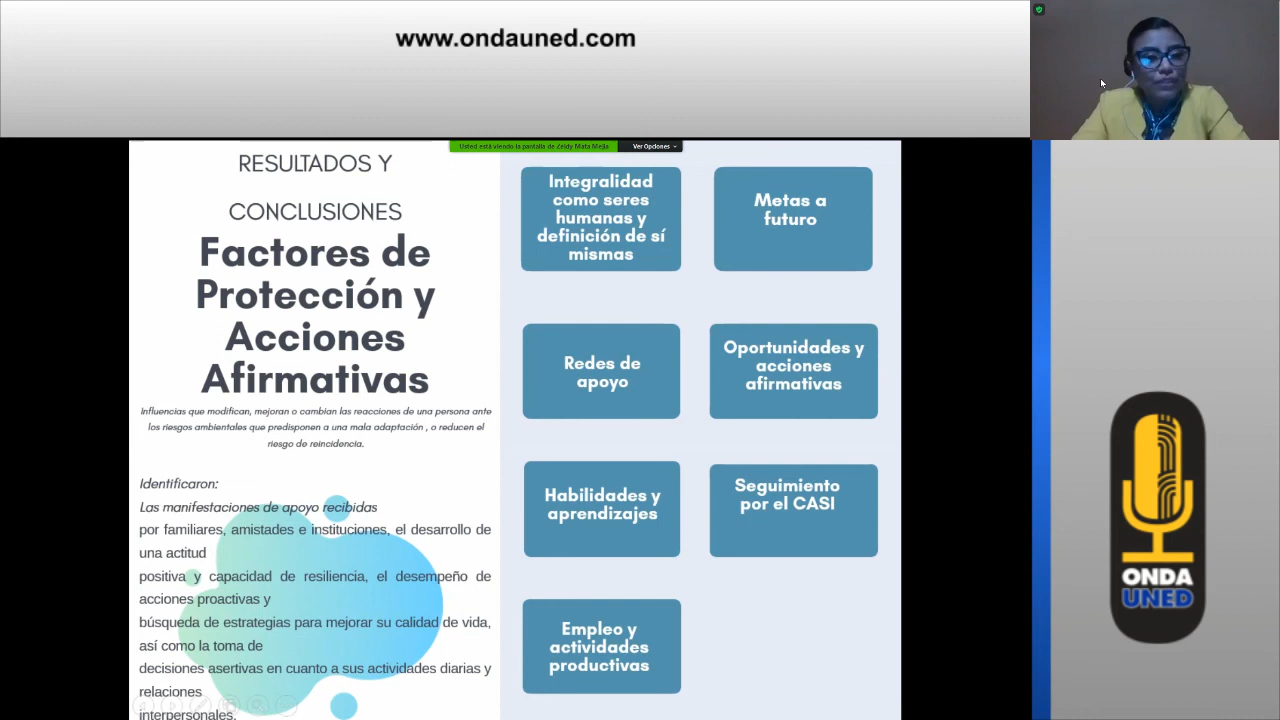 www.ondauned.com
Usted está viendo la pantalla de Zeidy Mata Mejia
Ver Opciones
RESULTADOS Y
CONCLUSIONES
Factores de
Protección y
Acciones
Afirmativas
Influencias que modifican, mejoran o cambian las reacciones de una persona ante
los riesgos ambientales que predisponen a una mala adaptación , o reducen el
riesgo de reincidencia.
Identificaron:
Las manifestaciones de apoyo recibidas
por familiares, amistades e instituciones, el desarrollo de
una actitud
positiva y capacidad de resiliencia, el desempeño de
acciones proactivas y
búsqueda de estrategias para mejorar su calidad de vida,
así como la toma de
decisiones asertivas en cuanto a sus actividades diarias y
relaciones
interpersonales.
Integralidad
como seres
humanas y
definición de sí
mismas
Metas a
futuro
Redes de
apoyo
Oportunidades y
acciones
afirmativas
Habilidades y
aprendizajes
Seguimiento
por el CASI
Empleo y
actividades
productivas
ONDA
UNED